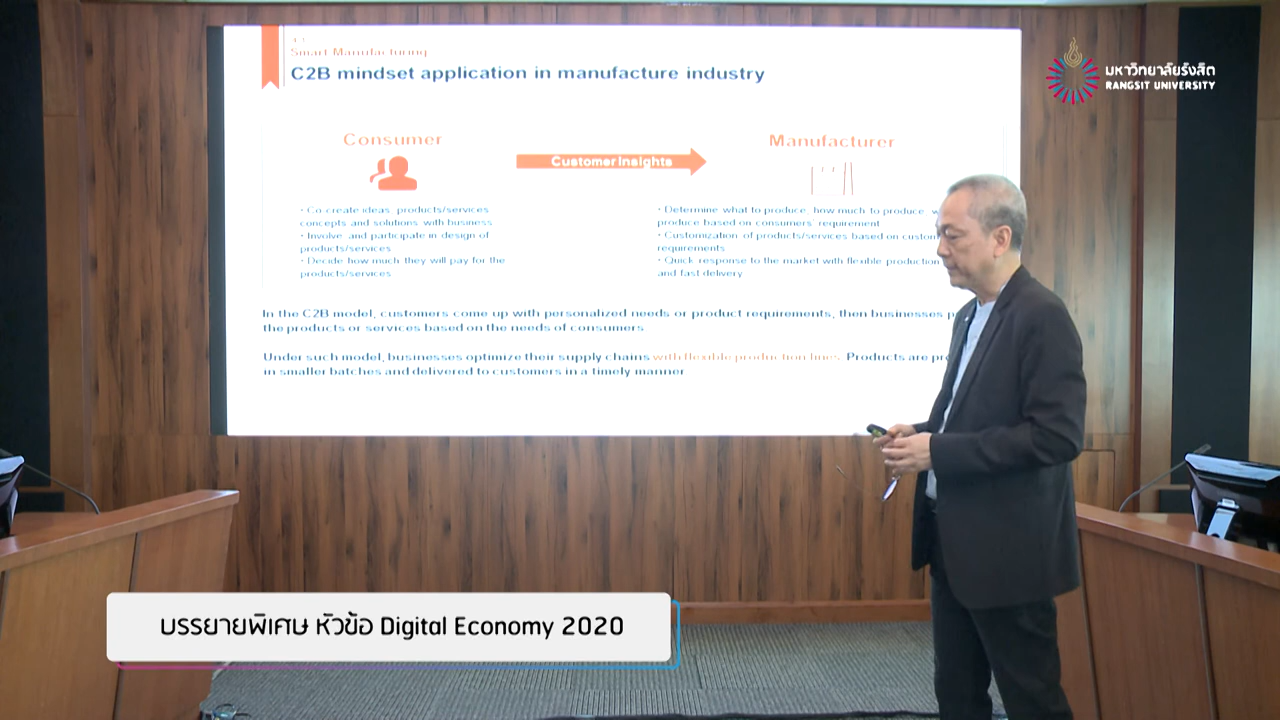 Smart Manufacturing
C2B mindset application in manufacture industry
มหาวิทยาลัยรังสิต
RANGSIT UNIVERSITY
Consumer
Customer Insights
Manufacturer
• Co-create ideas, products/services
concepts and solutions with business
• Involve and participate in design of
products/services
• Decide how much they will pay for the
products/services
• Determine what to produce, how much to produce,
produce based on consumers' requirement
• Customization of products/services based on
requirements
• Quick response to the market with flexible production
and fast delivery
In the C2B model, customers come up with personalized needs or product requirements, then businesses
the products or services based on the needs of consumers.
Under such model, businesses optimize their supply chains with flexible production lines. Products are
in smaller batches and delivered to customers in a timely manner.
บรรยายพิเศษ หัวข้อ Digital Economy 2020